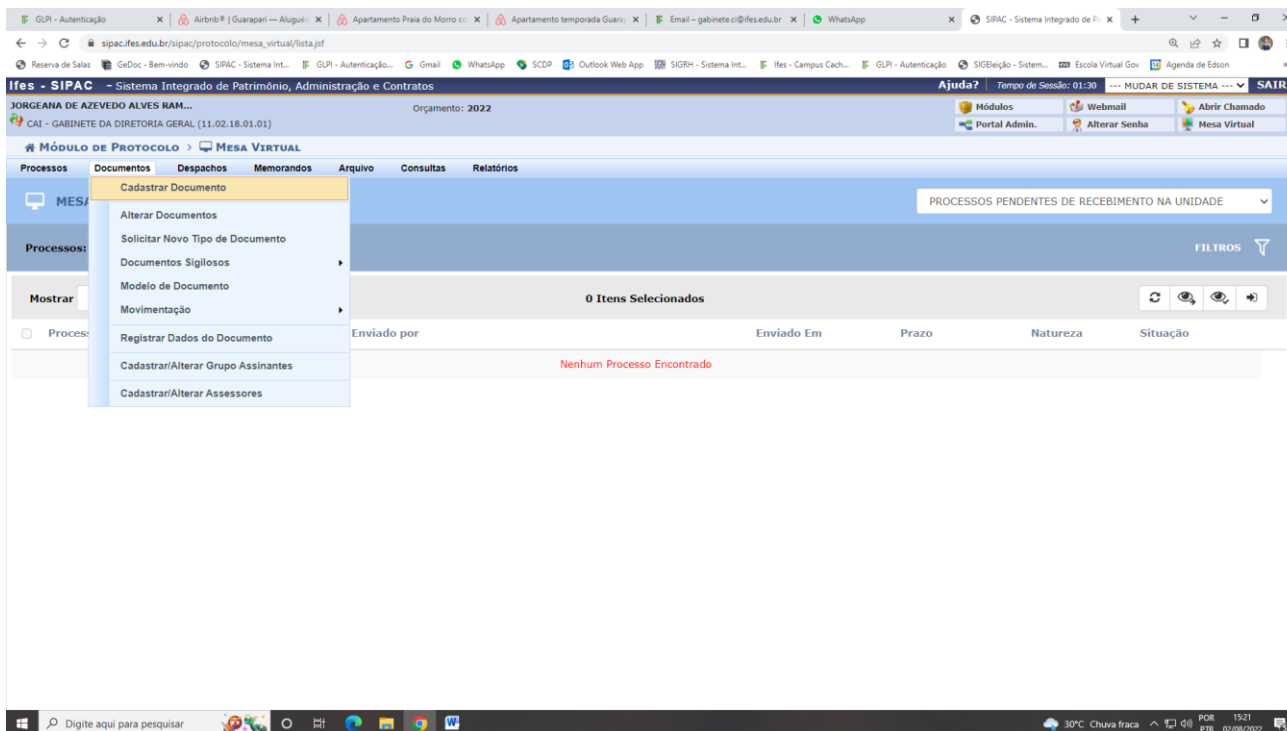 GLPI - Autenticação
Airbnb® | Guarapari — Alugué
Apartamento Praia do Morro co
Apartamento temporada Guara
Email – gabinete.ci@ifes.edu.br
WhatsApp
SIPAC - Sistema Integrado de Pa
sipac.ifes.edu.br/sipac/protocolo/mesa_virtual/lista.jsf
Reserva de Salas
GeDoc - Bem-vindo
SIPAC - Sistema Int...
GLPI - Autenticação...
Gmail
WhatsApp
SCDP
Outlook Web App
SIGRH - Sistema Int...
Ifes - Campus Cach...
GLPI - Autenticação
SIGEleição - Sistem...
Escola Virtual Gov
Agenda de Edson
Ifes - SIPAC - Sistema Integrado de Patrimônio, Administração e Contratos
Ajuda?
Tempo de Sessão: 01:30
--- MUDAR DE SISTEMA ---
SAIR
JORGEANA DE AZEVEDO ALVES RAM...
Orçamento: 2022
Módulos
Webmail
Abrir Chamado
CAI - GABINETE DA DIRETORIA GERAL (11.02.18.01.01)
Portal Admin.
Alterar Senha
Mesa Virtual
MÓDULO DE PROTOCOLO > MESA VIRTUAL
Processos
Documentos
Despachos
Memorandos
Arquivo
Consultas
Relatórios
Cadastrar Documento
MESA
PROCESSOS PENDENTES DE RECEBIMENTO NA UNIDADE
Alterar Documentos
Solicitar Novo Tipo de Documento
Processos:
FILTROS
Documentos Sigilosos
Modelo de Documento
Mostrar
0 Itens Selecionados
Movimentação
Process
Registrar Dados do Documento
Enviado por
Enviado Em
Prazo
Natureza
Situação
Cadastrar/Alterar Grupo Assinantes
Nenhum Processo Encontrado
Cadastrar/Alterar Assessores
Digite aqui para pesquisar
30°C Chuva fraca
POR
PTB
15:21
02/08/2022